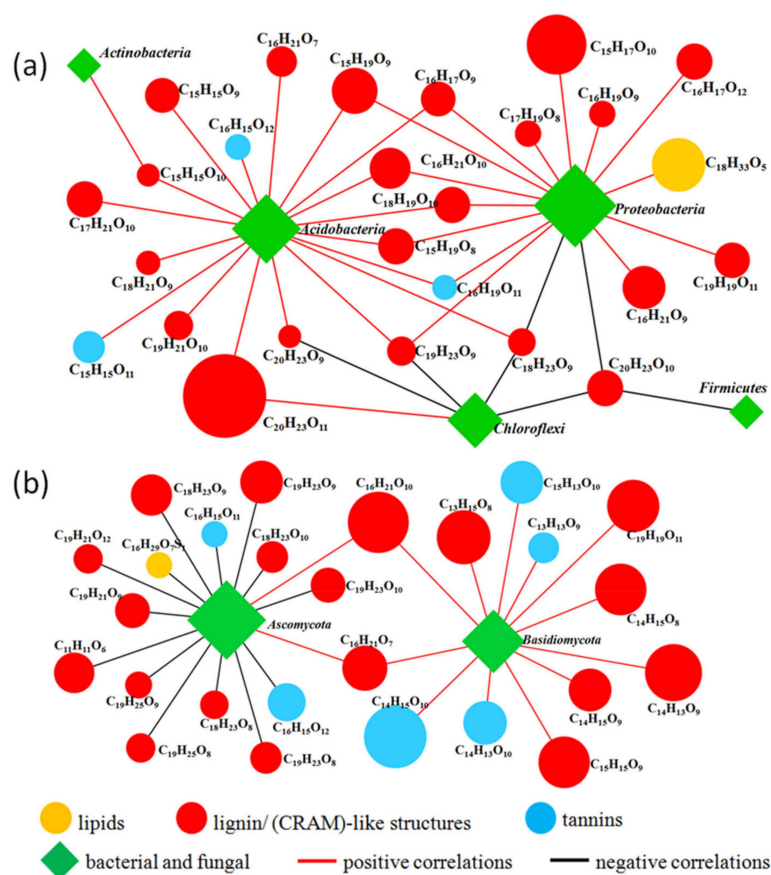 (a)
Actinobacteria
C₁₆H₂₁O₇
C₁₅H₁₇O₁₀
C₁₅H₁₉O₉
C₁₆H₁₇O₉
C₁₆H₁₇O₁₂
C₁₅H₁₅O₉
C₁₆H₁₉O₉
C₁₇H₁₉O₈
C₁₆H₁₅O₁₂
C₁₆H₂₁O₁₀
C₁₈H₃₃O₅
C₁₅H₁₅O₁₀
C₁₈H₁₉O₁₀
Proteobacteria
C₁₇H₂₁O₁₀
Acidobacteria
C₁₅H₁₉O₈
C₁₈H₂₁O₉
C₁₆H₁₉O₁₁
C₁₉H₁₉O₁₁
C₁₆H₂₁O₉
C₁₉H₂₁O₁₀
C₂₀H₂₃O₉
C₁₉H₂₃O₉
C₁₈H₂₃O₉
C₁₅H₁₅O₁₁
C₂₀H₂₃O₁₀
Firmicutes
C₂₀H₂₃O₁₁
Chloroflexi
(b)
C₁₈H₂₃O₉
C₁₉H₂₃O₉
C₁₆H₂₁O₁₀
C₁₅H₁₃O₁₀
C₁₆H₁₅O₁₁
C₁₃H₁₅O₈
C₁₃H₁₃O₉
C₁₉H₂₁O₁₂
C₁₈H₂₃O₁₀
C₁₉H₁₉O₁₁
C₁₆H₂₉O₇S₁
C₁₉H₂₃O₁₀
C₁₉H₂₁O₉
C₁₄H₁₅O₈
Ascomycota
Basidiomycota
C₁₁H₁₁O₆
C₁₆H₂₁O₇
C₁₉H₂₅O₉
C₁₄H₁₅O₁₀
C₁₄H₁₅O₉
C₁₄H₁₃O₉
C₁₈H₂₃O₈
C₁₆H₁₅O₁₂
C₁₄H₁₃O₁₀
C₁₉H₂₅O₈
C₁₉H₂₃O₈
C₁₅H₁₅O₉
lipids
lignin/ (CRAM)-like structures
tannins
bacterial and fungal
positive correlations
negative correlations